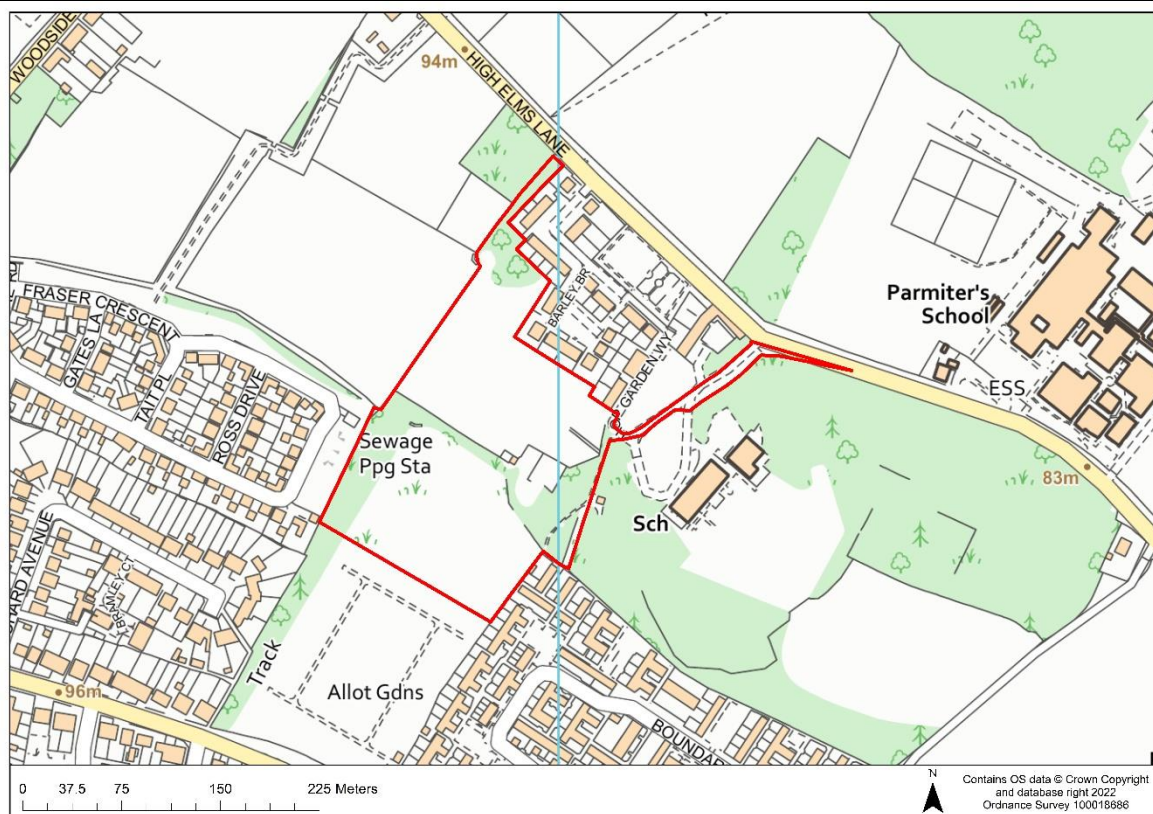 WOODSIDE
94m
HIGH ELMS LANE
Parmiter's
School
ESS
83m
BARLEY BR
GARDEN WY
FRASER CRESCENT
GATES LA
TAIT PL
ROSS DRIVE
Sewage
Ppg Sta
Sch
BRAMLEY CT
Track
96m
Allot Gdns
0 37.5 75 150 225 Meters
N
Contains OS data © Crown Copyright
and database right 2022
Ordnance Survey 100018686